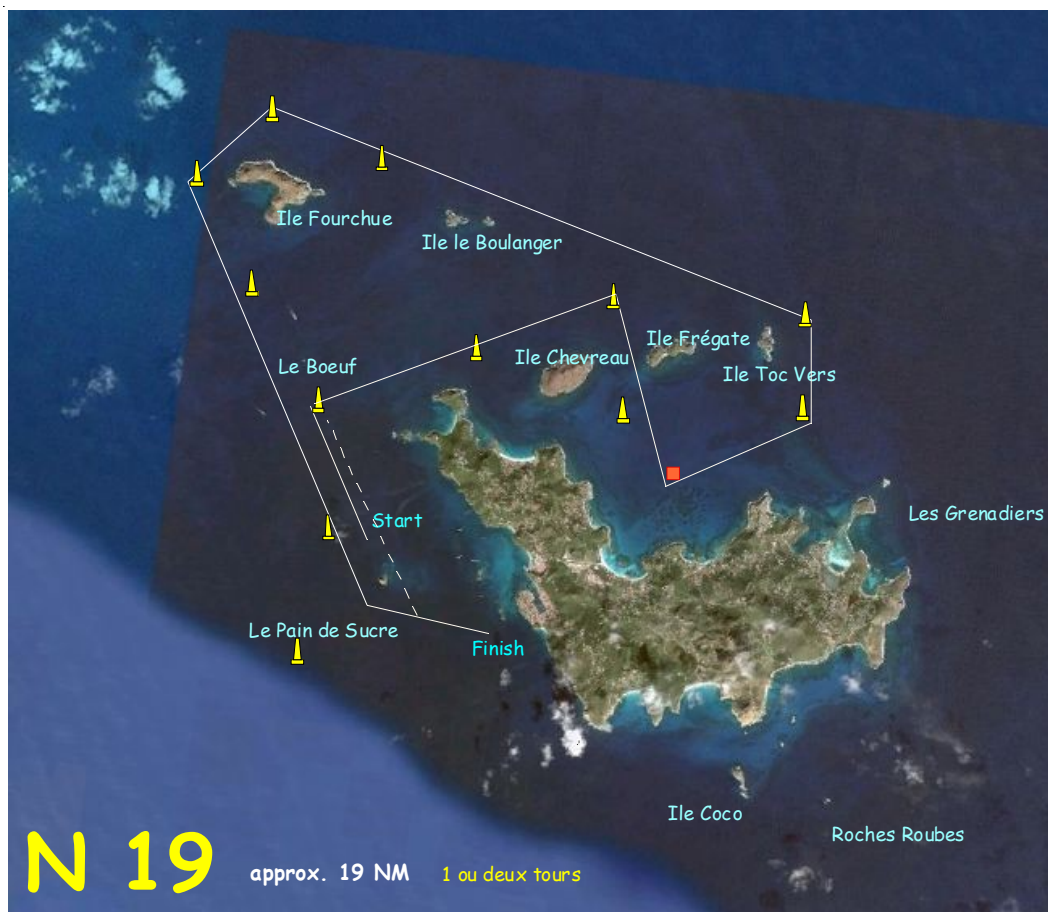 Ile Fourchue
Ile le Boulanger
Ile Frégate
Ile Chevreau
Le Boeuf
Ile Toc Vers
Les Grenadiers
Start
Le Pain de Sucre
Finish
Ile Coco
Roches Roubes
N 19
approx. 19 NM
1 ou deux tours